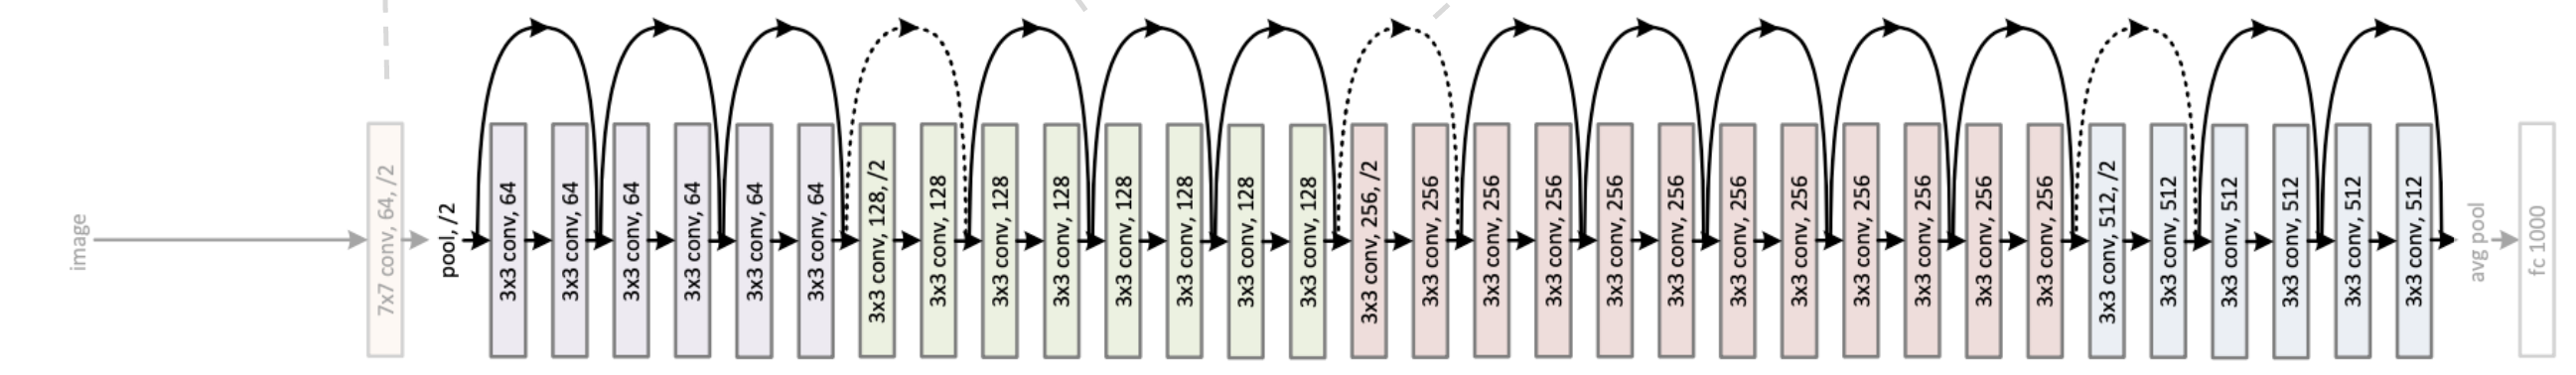 image
7x7 conv, 64, /2
pool, /2
3x3 conv, 64
3x3 conv, 64
3x3 conv, 64
3x3 conv, 64
3x3 conv, 64
3x3 conv, 64
3x3 conv, 128, /2
3x3 conv, 128
3x3 conv, 128
3x3 conv, 128
3x3 conv, 128
3x3 conv, 128
3x3 conv, 128
3x3 conv, 128
3x3 conv, 256, /2
3x3 conv, 256
3x3 conv, 256
3x3 conv, 256
3x3 conv, 256
3x3 conv, 256
3x3 conv, 256
3x3 conv, 256
3x3 conv, 256
3x3 conv, 256
3x3 conv, 256
3x3 conv, 256
3x3 conv, 512, /2
3x3 conv, 512
3x3 conv, 512
3x3 conv, 512
3x3 conv, 512
3x3 conv, 512
avg pool
fc 1000